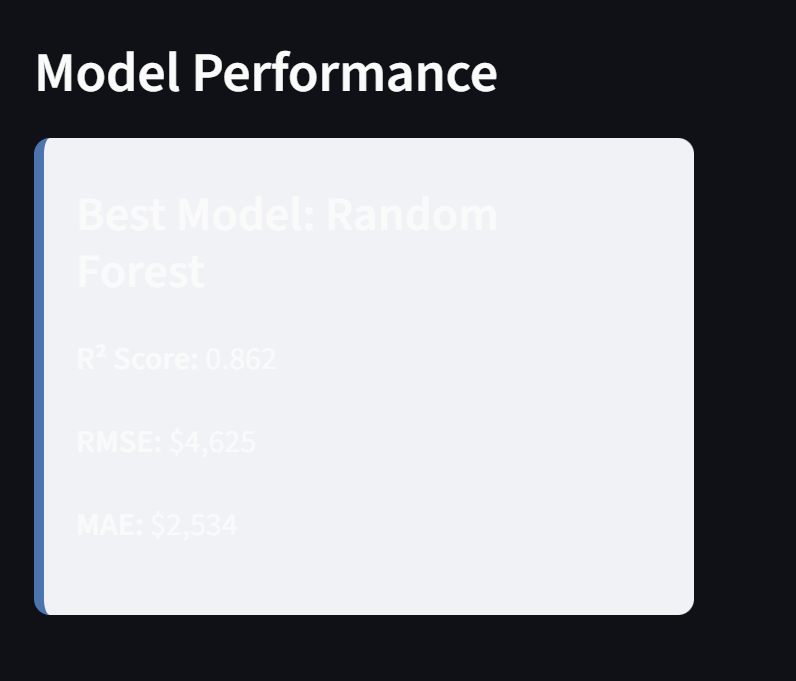 Model Performance
Best Model: Random
Forest
R² Score: 0.862
RMSE: $4,625
MAE: $2,534